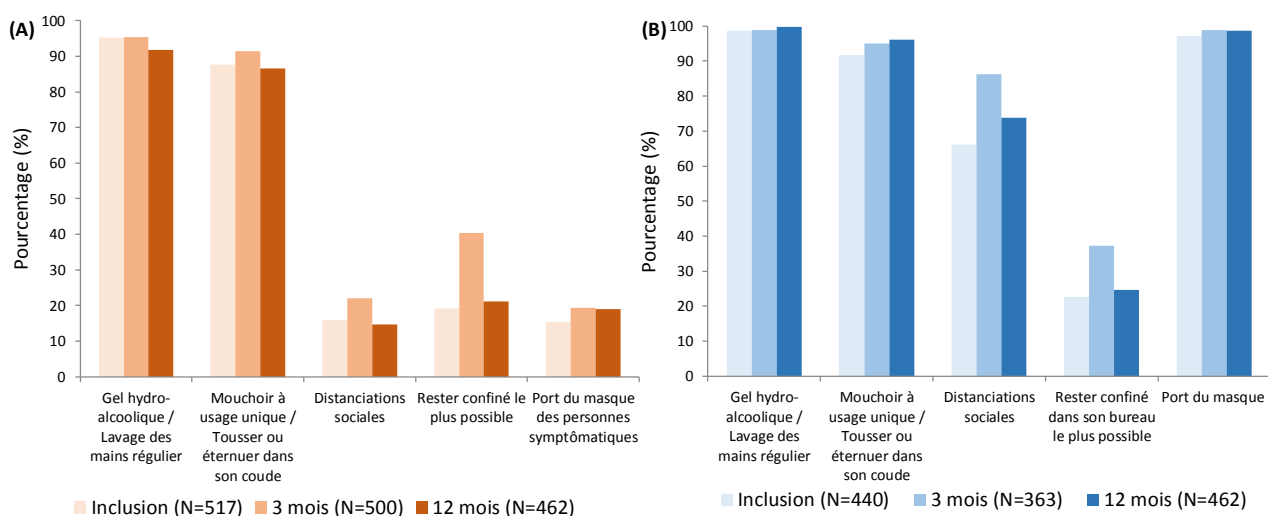 (A)
Pourcentage (%)
100
90
80
70
60
50
40
30
20
10
0
Gel hydro-
alcoolique /
Lavage des
mains régulier
Mouchoir à
usage unique /
Tousser ou
éternuer dans
son coude
Distanciations
sociales
Rester confiné le
plus possible
Port du masque
des personnes
symptômatiques
Inclusion (N=517) 3 mois (N=500) 12 mois (N=462)
(B)
Pourcentage (%)
100
90
80
70
60
50
40
30
20
10
0
Gel hydro-
alcoolique /
Lavage des
mains régulier
Mouchoir à
usage unique /
Tousser ou
éternuer dans
son coude
Distanciations
sociales
Rester confiné
dans son bureau
le plus possible
Port du masque
Inclusion (N=440) 3 mois (N=363) 12 mois (N=462)